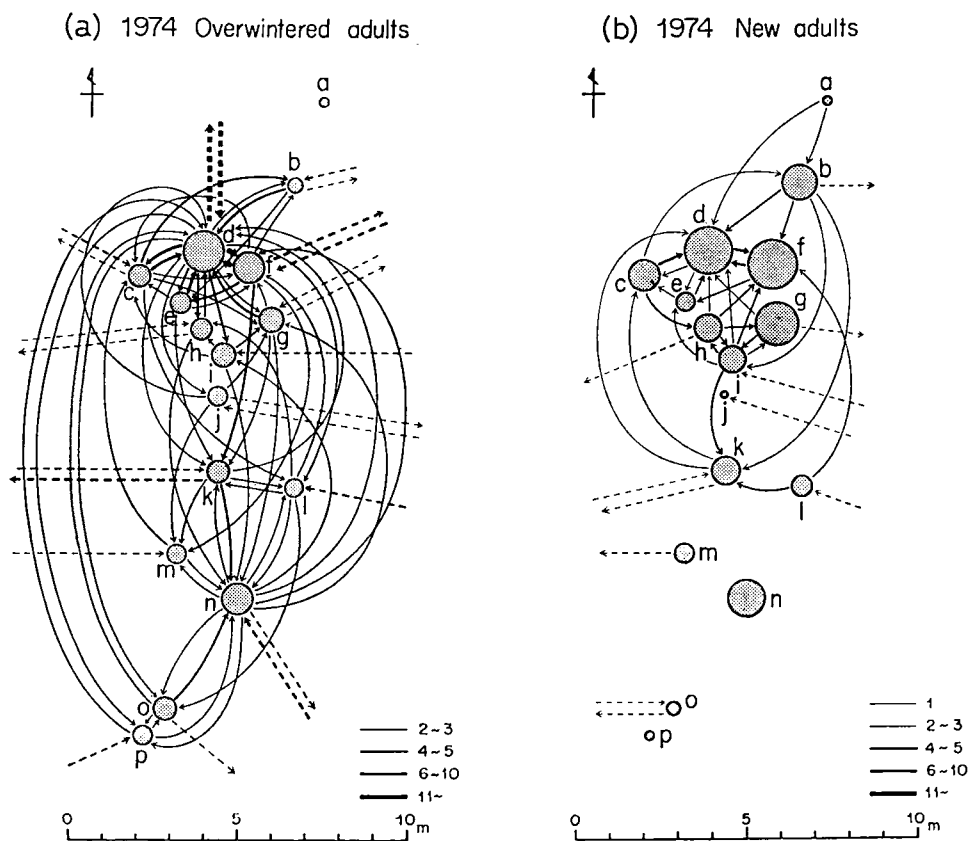 (a) 1974 Overwintered adults
a
b
d
f
c
e
g
h
i
j
k
l
m
n
o
p
2~3
4~5
6~10
11~
0 5 10 m
(b) 1974 New adults
a
b
d
f
c
e
g
h
i
j
k
l
m
n
o
p
1
2~3
4~5
6~10
11~
0 5 10 m